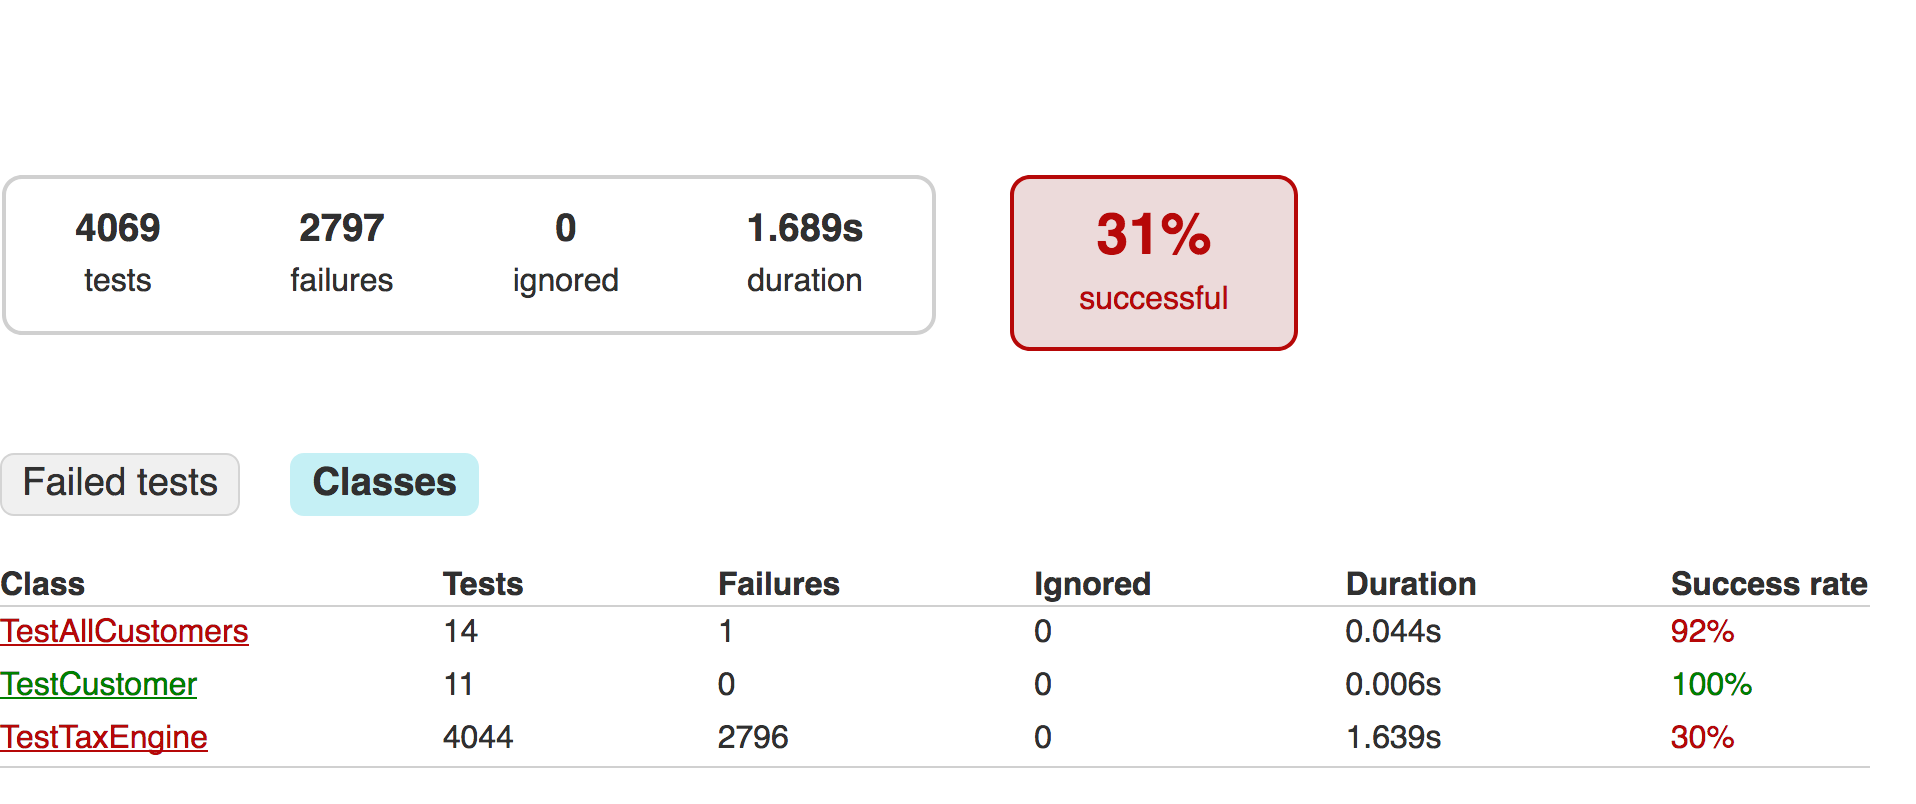 4069 2797 0 1.689s
tests failures ignored duration
31%
successful
Failed tests Classes
Class Tests Failures Ignored Duration Success rate
TestAllCustomers 14 1 0 0.044s 92%
TestCustomer 11 0 0 0.006s 100%
TestTaxEngine 4044 2796 0 1.639s 30%